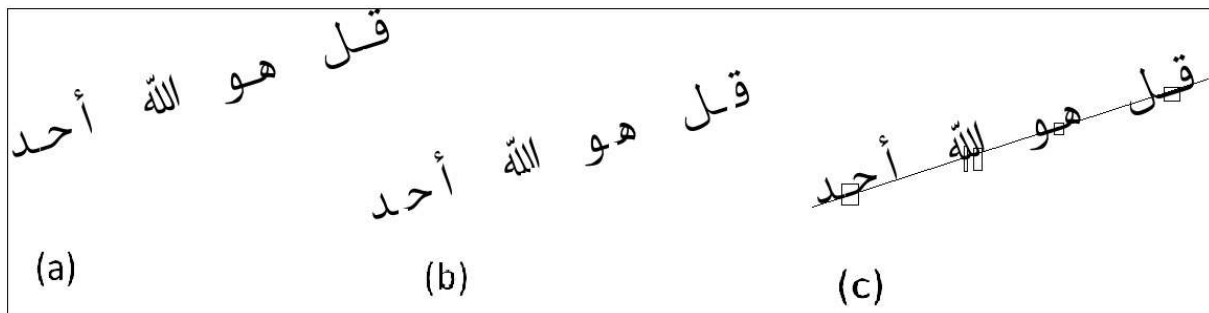 قل هو الله أحد
(a)
قل هو الله أحد
(b)
قل هو الله أحد
(c)